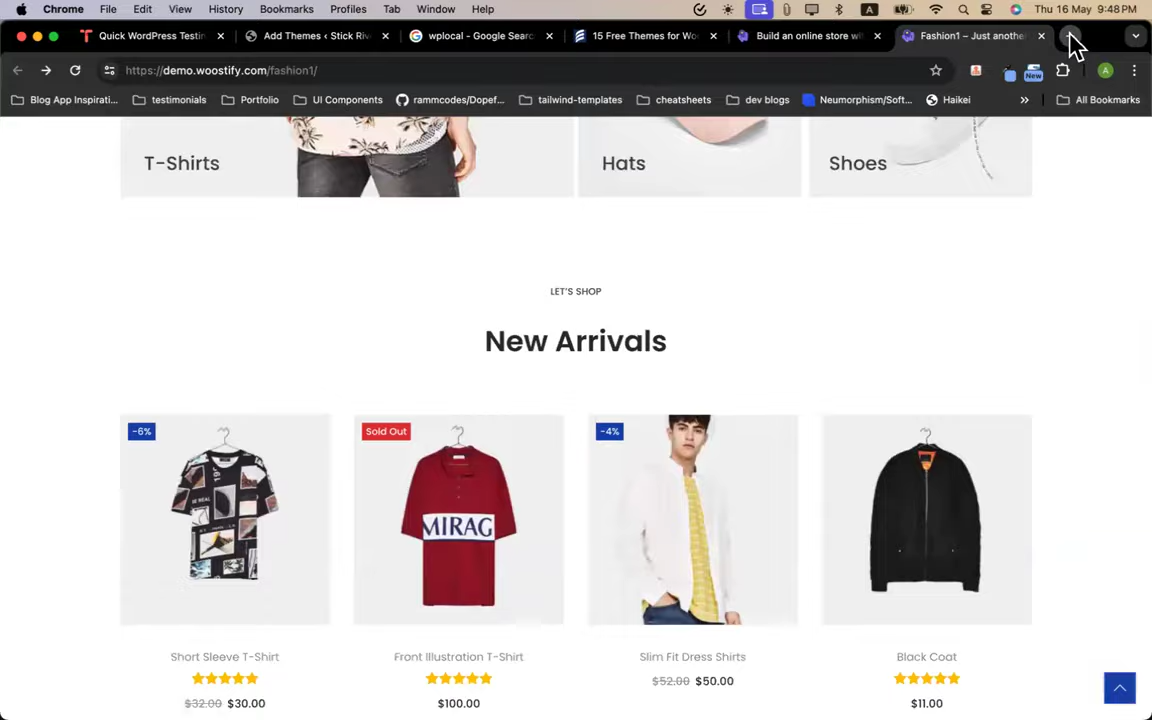 Chrome File Edit View History Bookmarks Profiles Tab Window Help A Thu 16 May 9:48 PM
Quick WordPress Testin Add Themes ‹ Stick Rive wplocal - Google Searc 15 Free Themes for Wo Build an online store wi Fashion1 – Just anothe
https://demo.woostify.com/fashion1/ New A
Blog App Inspirati... testimonials Portfolio UI Components rammcodes/Dopef... tailwind-templates cheatsheets dev blogs Neumorphism/Soft... Haikei » All Bookmarks
T-Shirts Hats Shoes
LET'S SHOP
New Arrivals
-6% Sold Out -4%
BE REAL
MIRAG
Short Sleeve T-Shirt Front Illustration T-Shirt Slim Fit Dress Shirts Black Coat
$52.00 $50.00
$32.00 $30.00 $100.00 $11.00